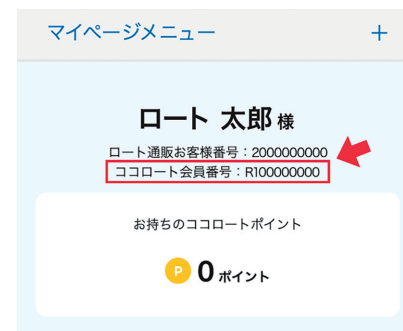 マイページメニュー +
ロート 太郎 様
ロート通販お客様番号：2000000000
ココロート会員番号：R100000000
お持ちのココロートポイント
P 0 ポイント